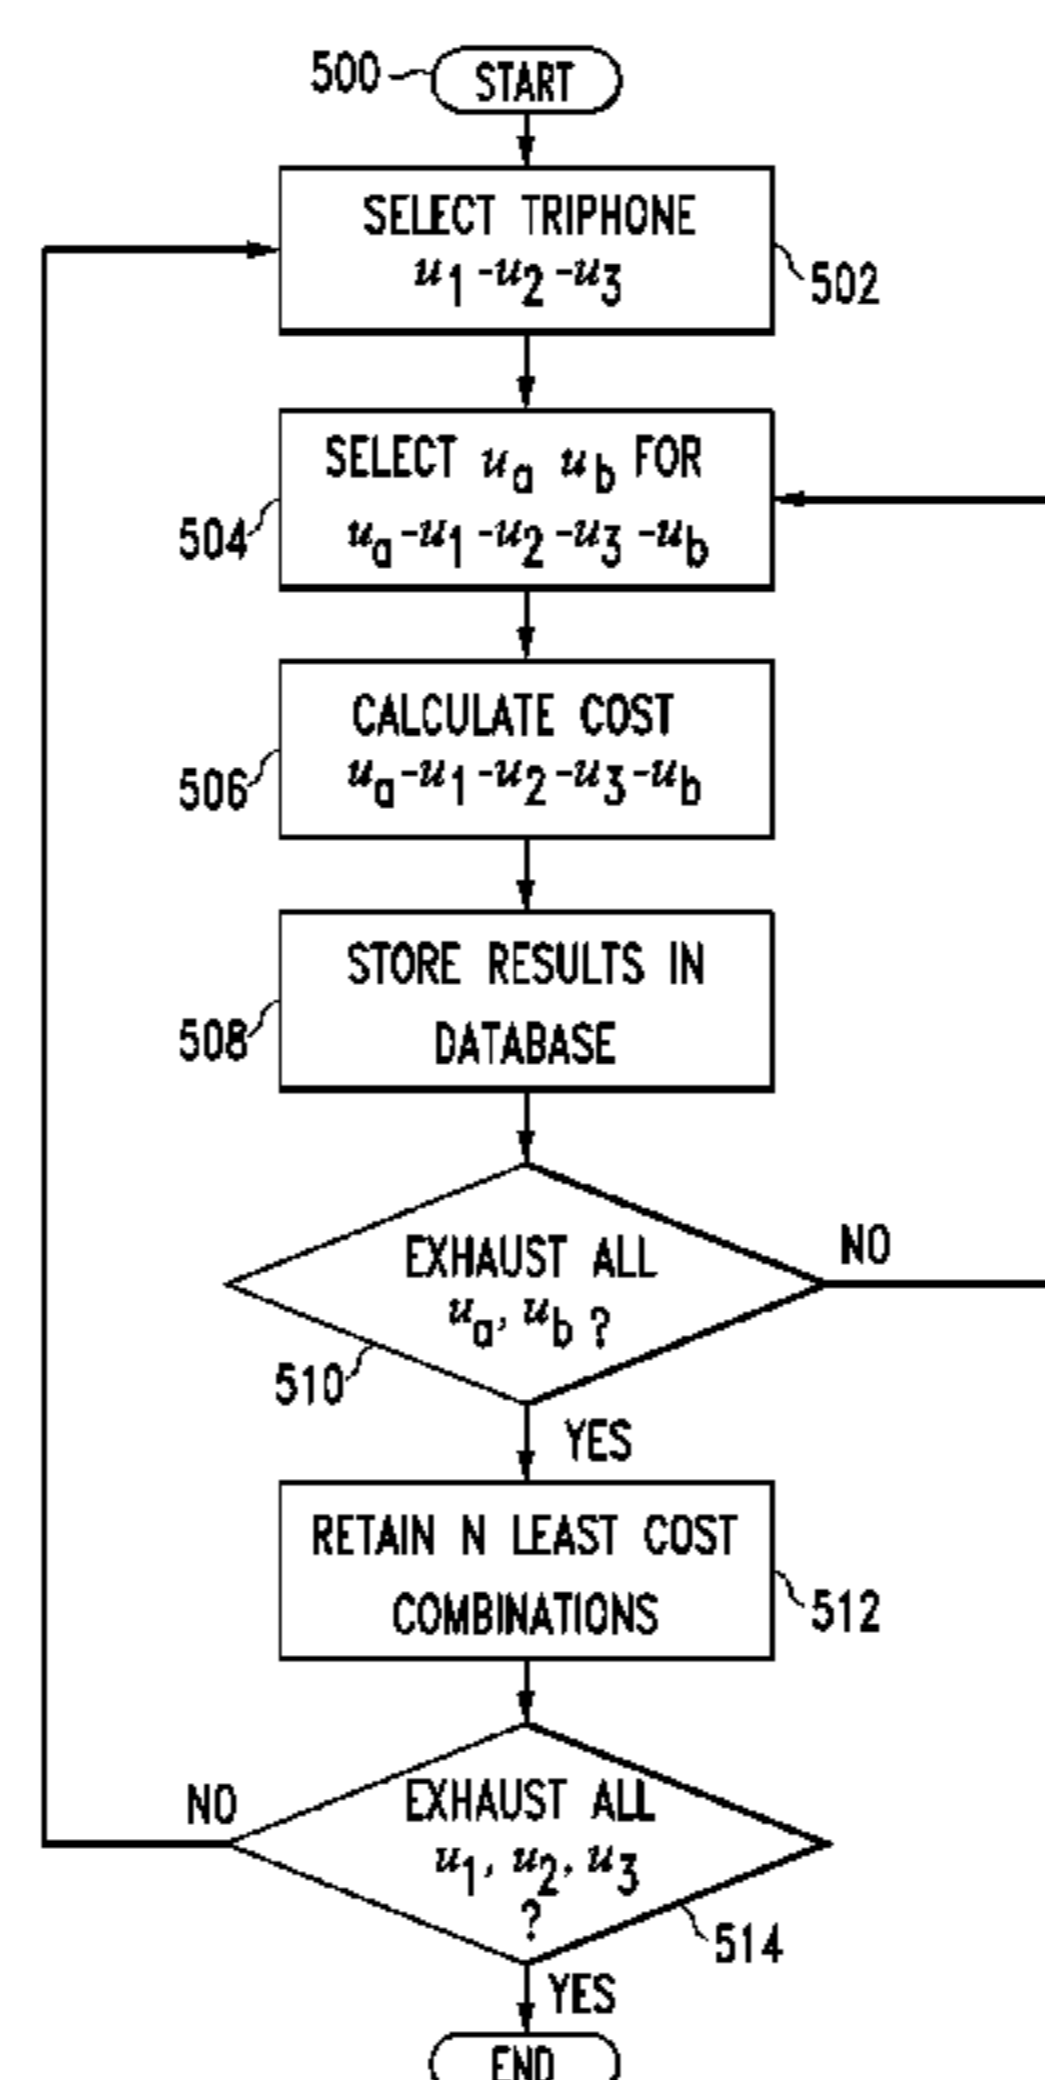 500
START
SELECT TRIPHONE
u1-u2-u3
502
SELECT ua ub FOR
ua-u1-u2-u3-ub
504
CALCULATE COST
ua-u1-u2-u3-ub
506
STORE RESULTS IN
DATABASE
508
EXHAUST ALL
ua, ub ?
NO
510
YES
RETAIN N LEAST COST
COMBINATIONS
512
NO
EXHAUST ALL
u1, u2, u3
?
514
YES
END